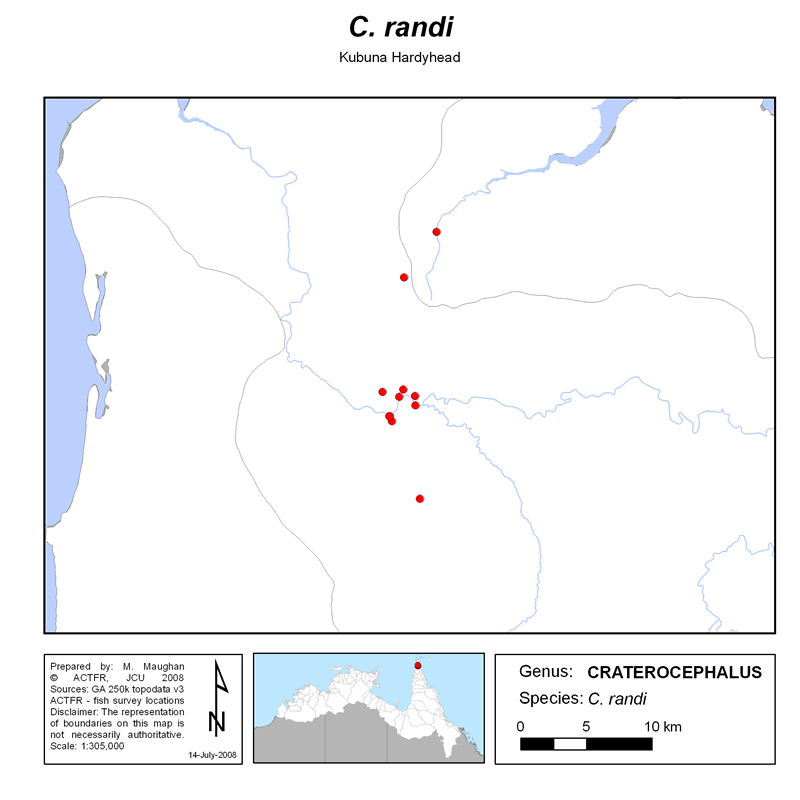 C. randi
Kubuna Hardyhead
Prepared by: M. Maughan
© ACTFR, JCU 2008
Sources: GA 250k topodata v3
ACTFR - fish survey locations
Disclaimer: The representation
of boundaries on this map is
not necessarily authoritative.
Scale: 1:305,000
N
14-July-2008
Genus: CRATEROCEPHALUS
Species: C. randi
0 5 10 km